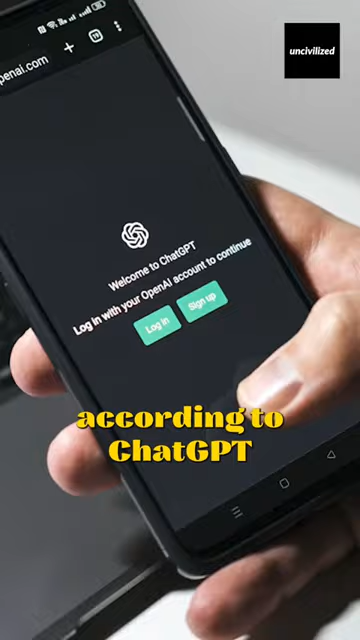 uncivilized
penai.com
Welcome to ChatGPT
Log in with your OpenAI account to continue
Log in
Sign up
according to
ChatGPT